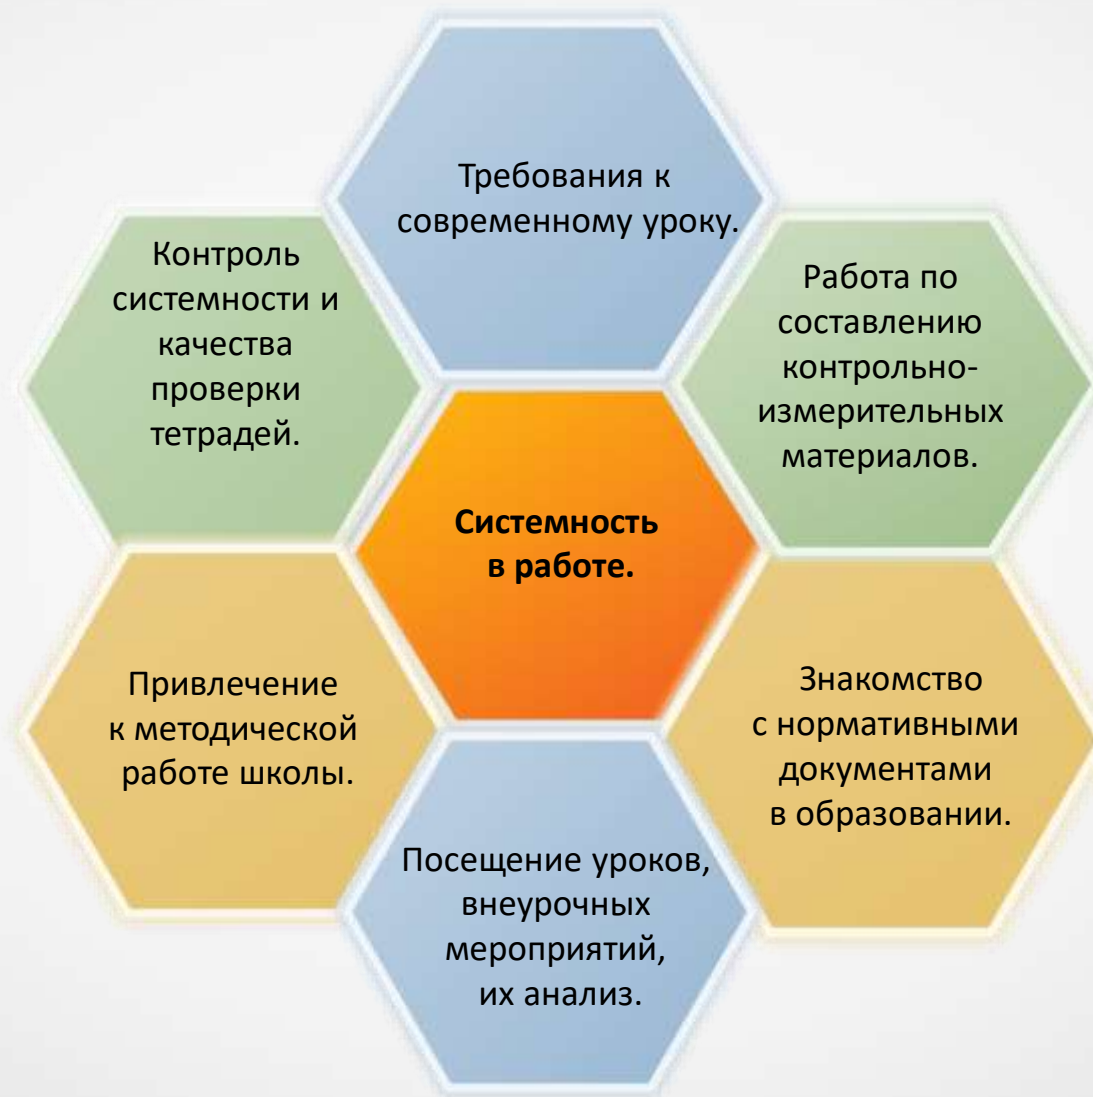 Требования к
современному уроку.
Контроль
системности и
качества
проверки
тетрадей.
Работа по
составлению
контрольно-
измерительных
материалов.
Системность
в работе.
Привлечение
к методической
работе школы.
Знакомство
с нормативными
документами
в образовании.
Посещение уроков,
внеурочных
мероприятий,
их анализ.